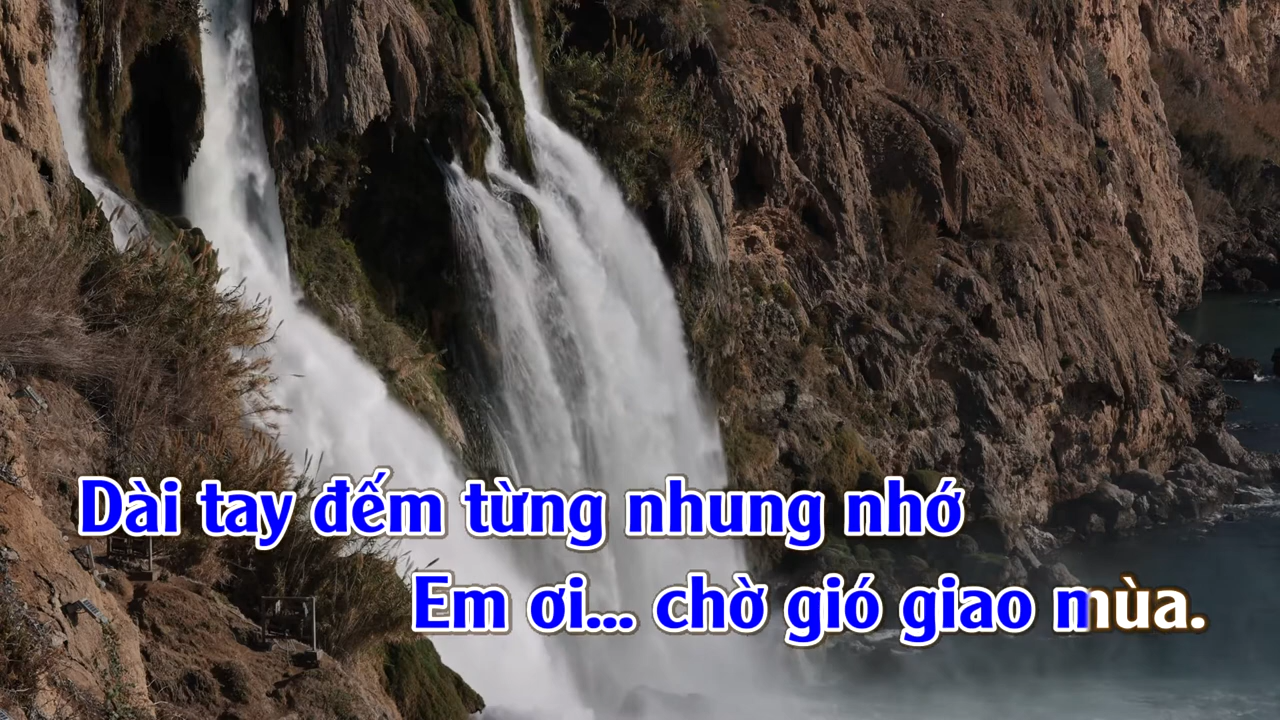 Dài tay đếm từng nhung nhớ
Em ơi... chờ gió giao mùa.